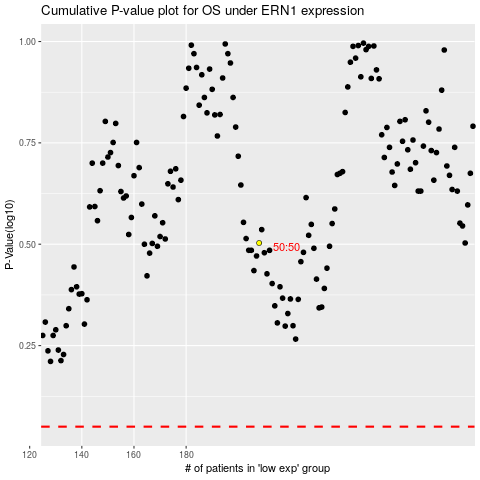 Cumulative P-value plot for OS under ERN1 expression
P-Value(log10)
1.00
0.75
0.50
0.25
50:50
120 140 160 180
# of patients in 'low exp' group